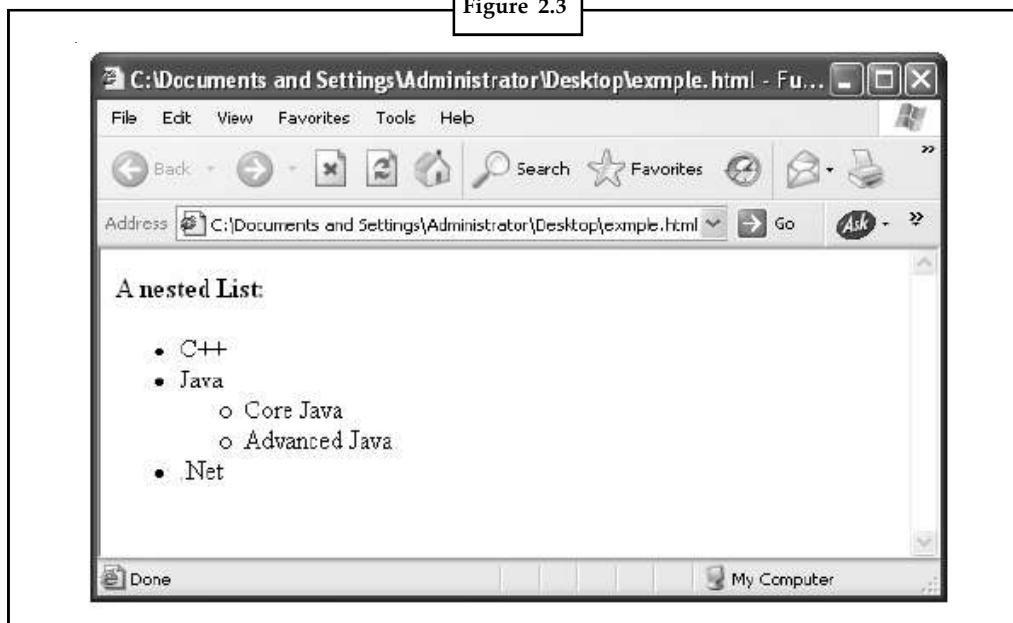 Figure 2.3
C:\Documents and Settings\Administrator\Desktop\exmple.html - Fu...
File Edit View Favorites Tools Help
Back Search Favorites »
Address C:\Documents and Settings\Administrator\Desktop\exmple.html Go Ask »
A nested List:
• C++
• Java
o Core Java
o Advanced Java
• .Net
Done My Computer